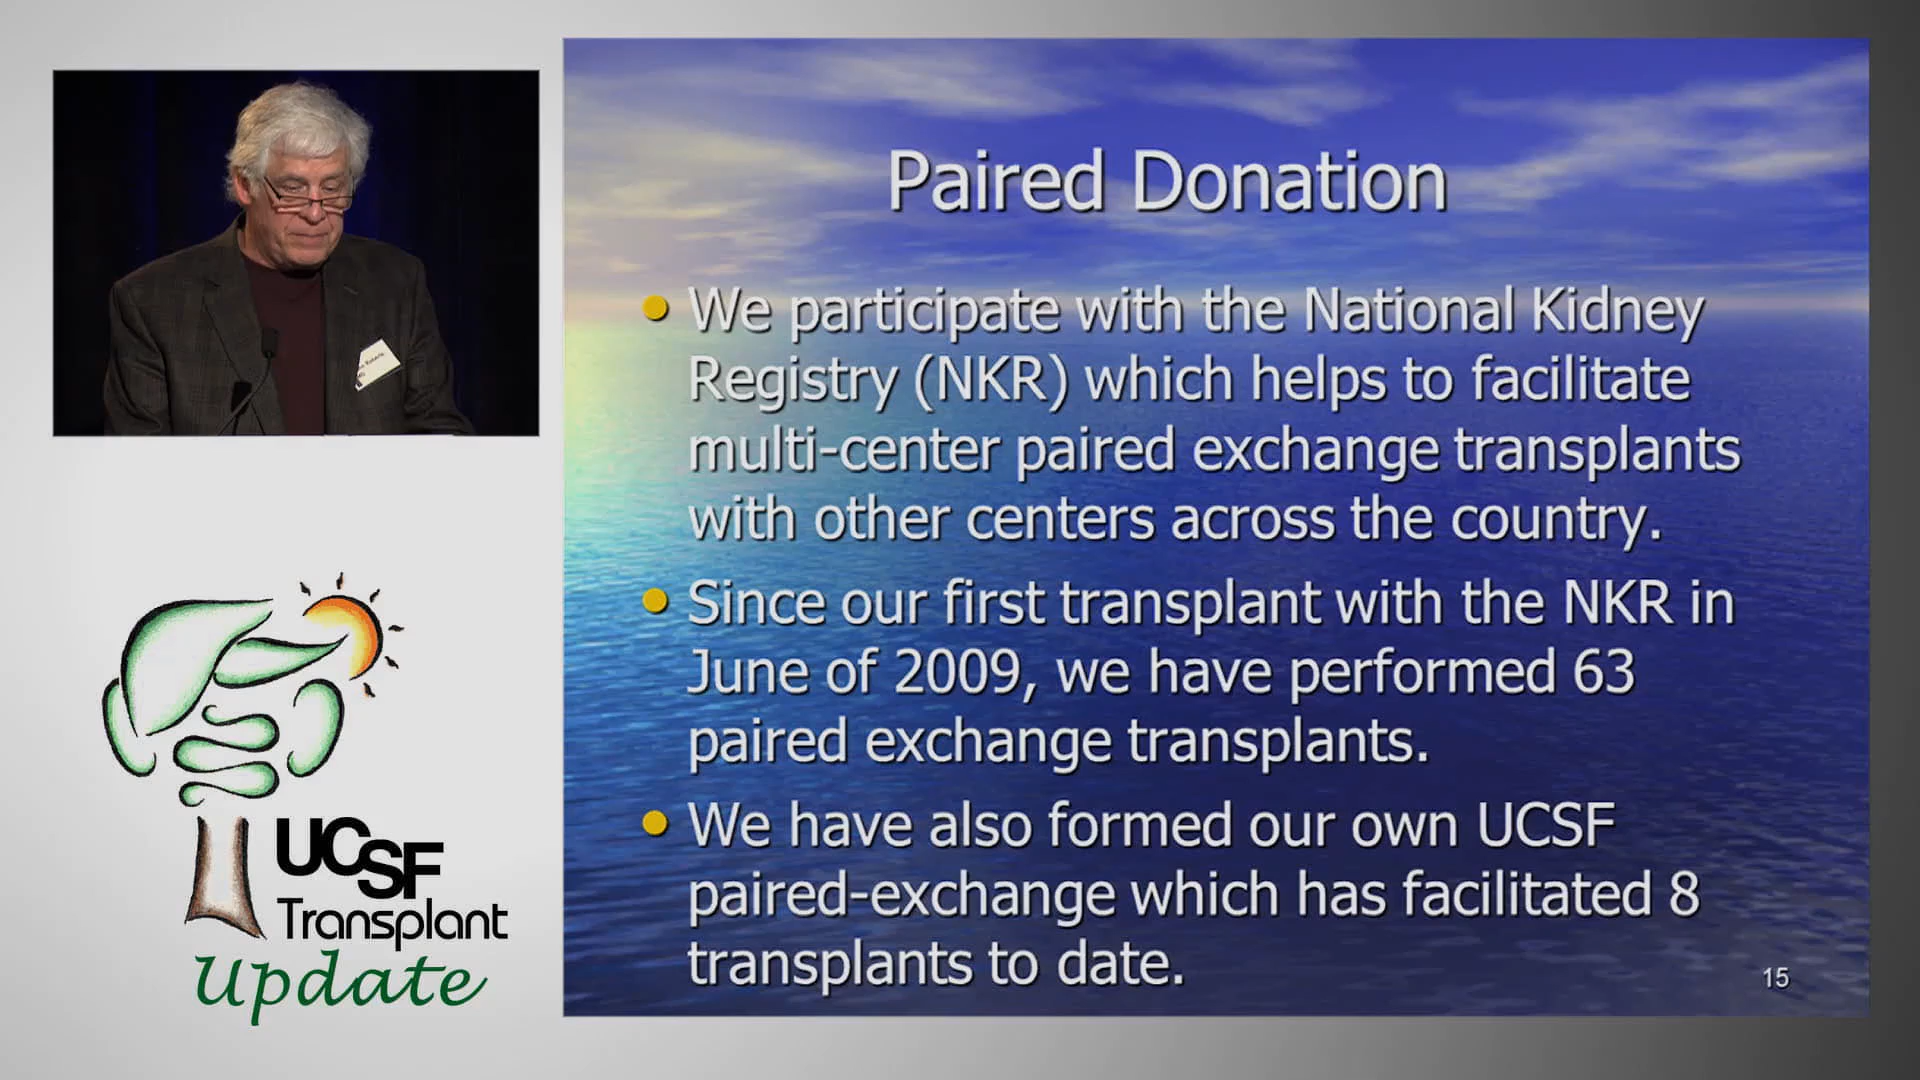 Paired Donation
We participate with the National Kidney
Registry (NKR) which helps to facilitate
multi-center paired exchange transplants
with other centers across the country.
Since our first transplant with the NKR in
June of 2009, we have performed 63
paired exchange transplants.
We have also formed our own UCSF
paired-exchange which has facilitated 8
transplants to date.
15
Roberts
UCSF
Transplant
Update